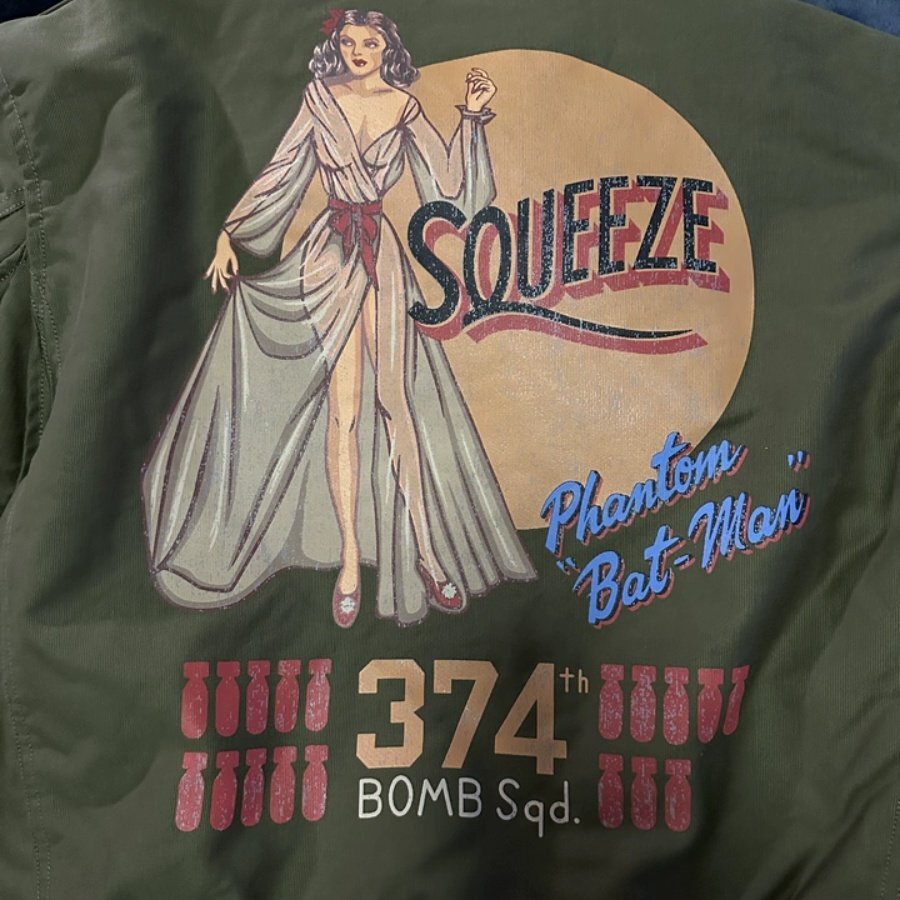 SQUEEZE
Phantom
"Bat-Man"
374th
BOMB Sqd.